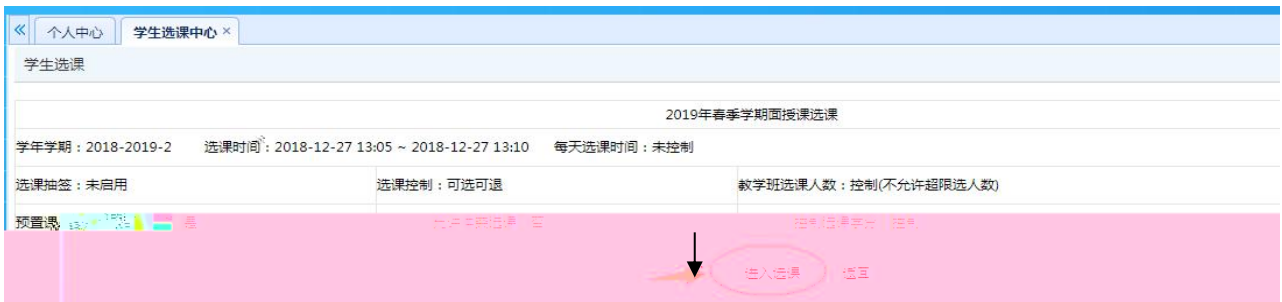 个人中心 学生选课中心 ×
学生选课
2019年春季学期面授课选课
学年学期：2018-2019-2 选课时间：2018-12-27 13:05 ~ 2018-12-27 13:10 每天选课时间：未控制
选课抽签：未启用 选课控制：可选可退 教学班选课人数：控制(不允许超限选人数)
预置课
进入选课 返回